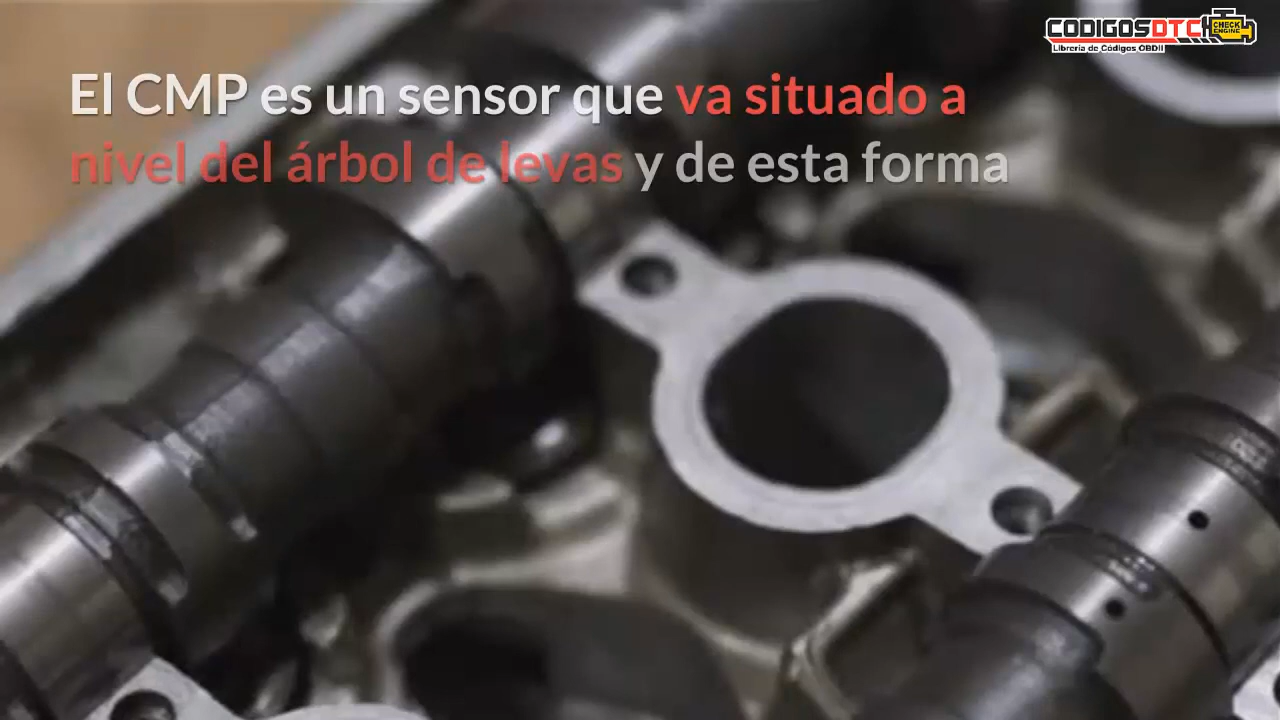 CODIGOSDTC
CHECK
ENGINE
Librería de Códigos OBDII
El CMP es un sensor que va situado a
nivel del árbol de levas y de esta forma